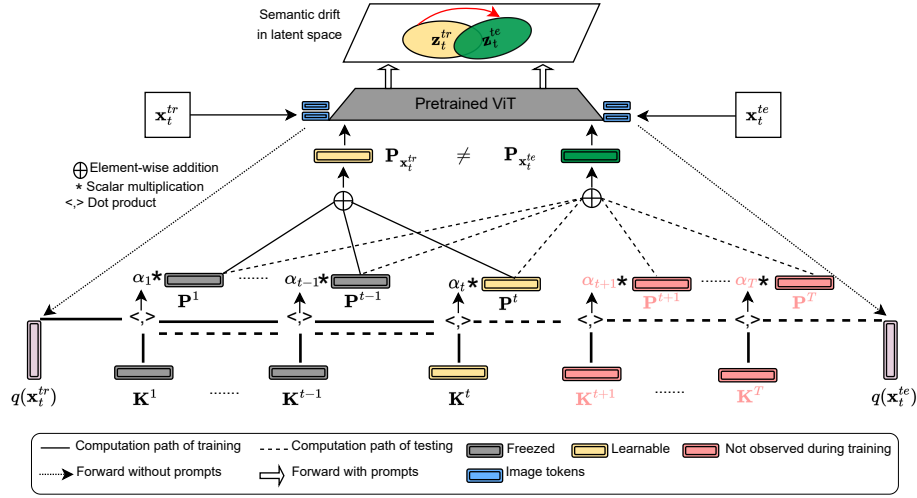 Semantic drift
in latent space
z_t^{tr} z_t^{te}
Pretrained ViT
x_t^{tr}
x_t^{te}
P_{x_t^{tr}} ≠ P_{x_t^{te}}
⊕ Element-wise addition
* Scalar multiplication
<,> Dot product
α_1* α_{t−1}* α_t* α_{t+1}* α_T*
P^1 ........ P^{t−1} P^t P^{t+1} ........ P^T
<,> <,> <,> <,> <,>
q(x_t^{tr}) K^1 ........ K^{t−1} K^t K^{t+1} ........ K^T q(x_t^{te})
Computation path of training Computation path of testing Freezed Learnable Not observed during training
Forward without prompts Forward with prompts Image tokens